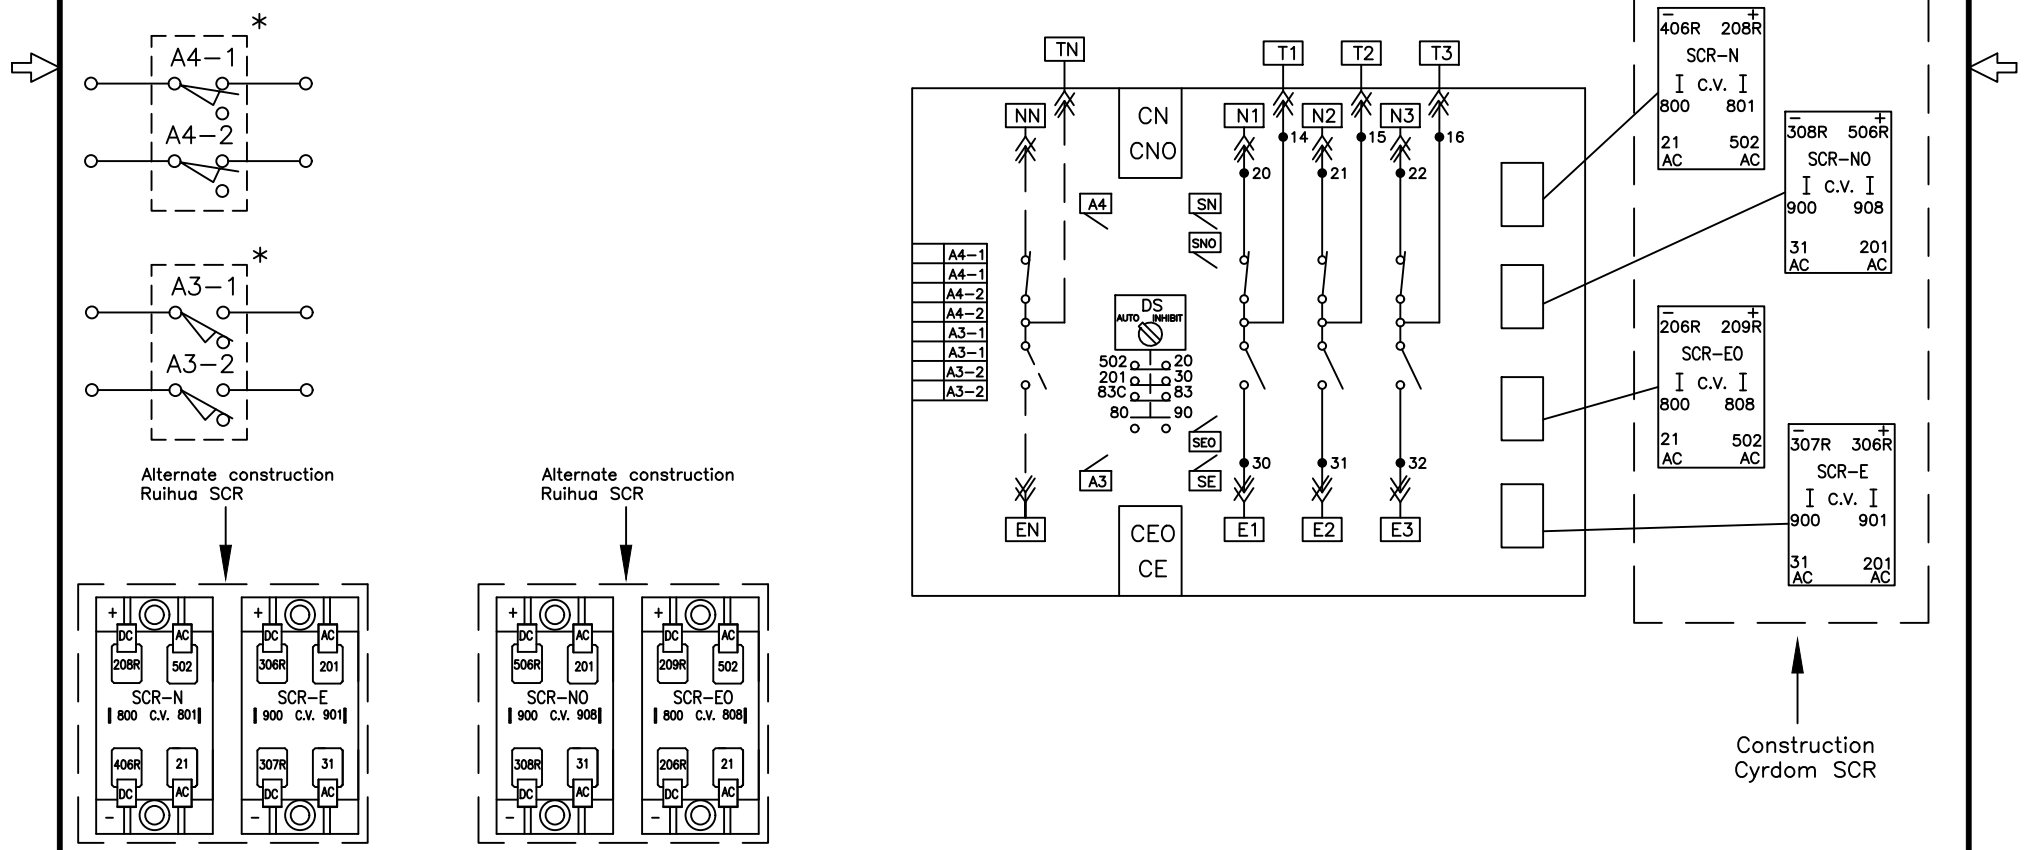 *
A4-1
A4-2
*
A3-1
A3-2
Alternate construction
Ruihua SCR
+
DC AC
208R 502
SCR-N
800 C.V. 801
406R 21
DC AC
-
+
DC AC
306R 201
SCR-E
900 C.V. 901
307R 31
DC AC
-
Alternate construction
Ruihua SCR
+
DC AC
506R 201
SCR-NO
900 C.V. 908
308R 31
DC AC
-
+
DC AC
209R 502
SCR-EO
800 C.V. 808
206R 21
DC AC
-
TN T1 T2 T3
NN CN N1 N2 N3
CNO
14 15 16
20 21 22
A4 SN
SNO
A4-1
A4-1
A4-2
A4-2
A3-1
A3-1
A3-2
A3-2
DS
AUTO INHIBIT
502 20
201 30
83C 83
80 90
SEO
A3 SE
30 31 32
EN CEO E1 E2 E3
CE
- +
406R 208R
SCR-N
I C.V. I
800 801
21 502
AC AC
- +
308R 506R
SCR-NO
I C.V. I
900 908
31 201
AC AC
- +
206R 209R
SCR-EO
I C.V. I
800 808
21 502
AC AC
- +
307R 306R
SCR-E
I C.V. I
900 901
31 201
AC AC
Construction
Cyrdom SCR